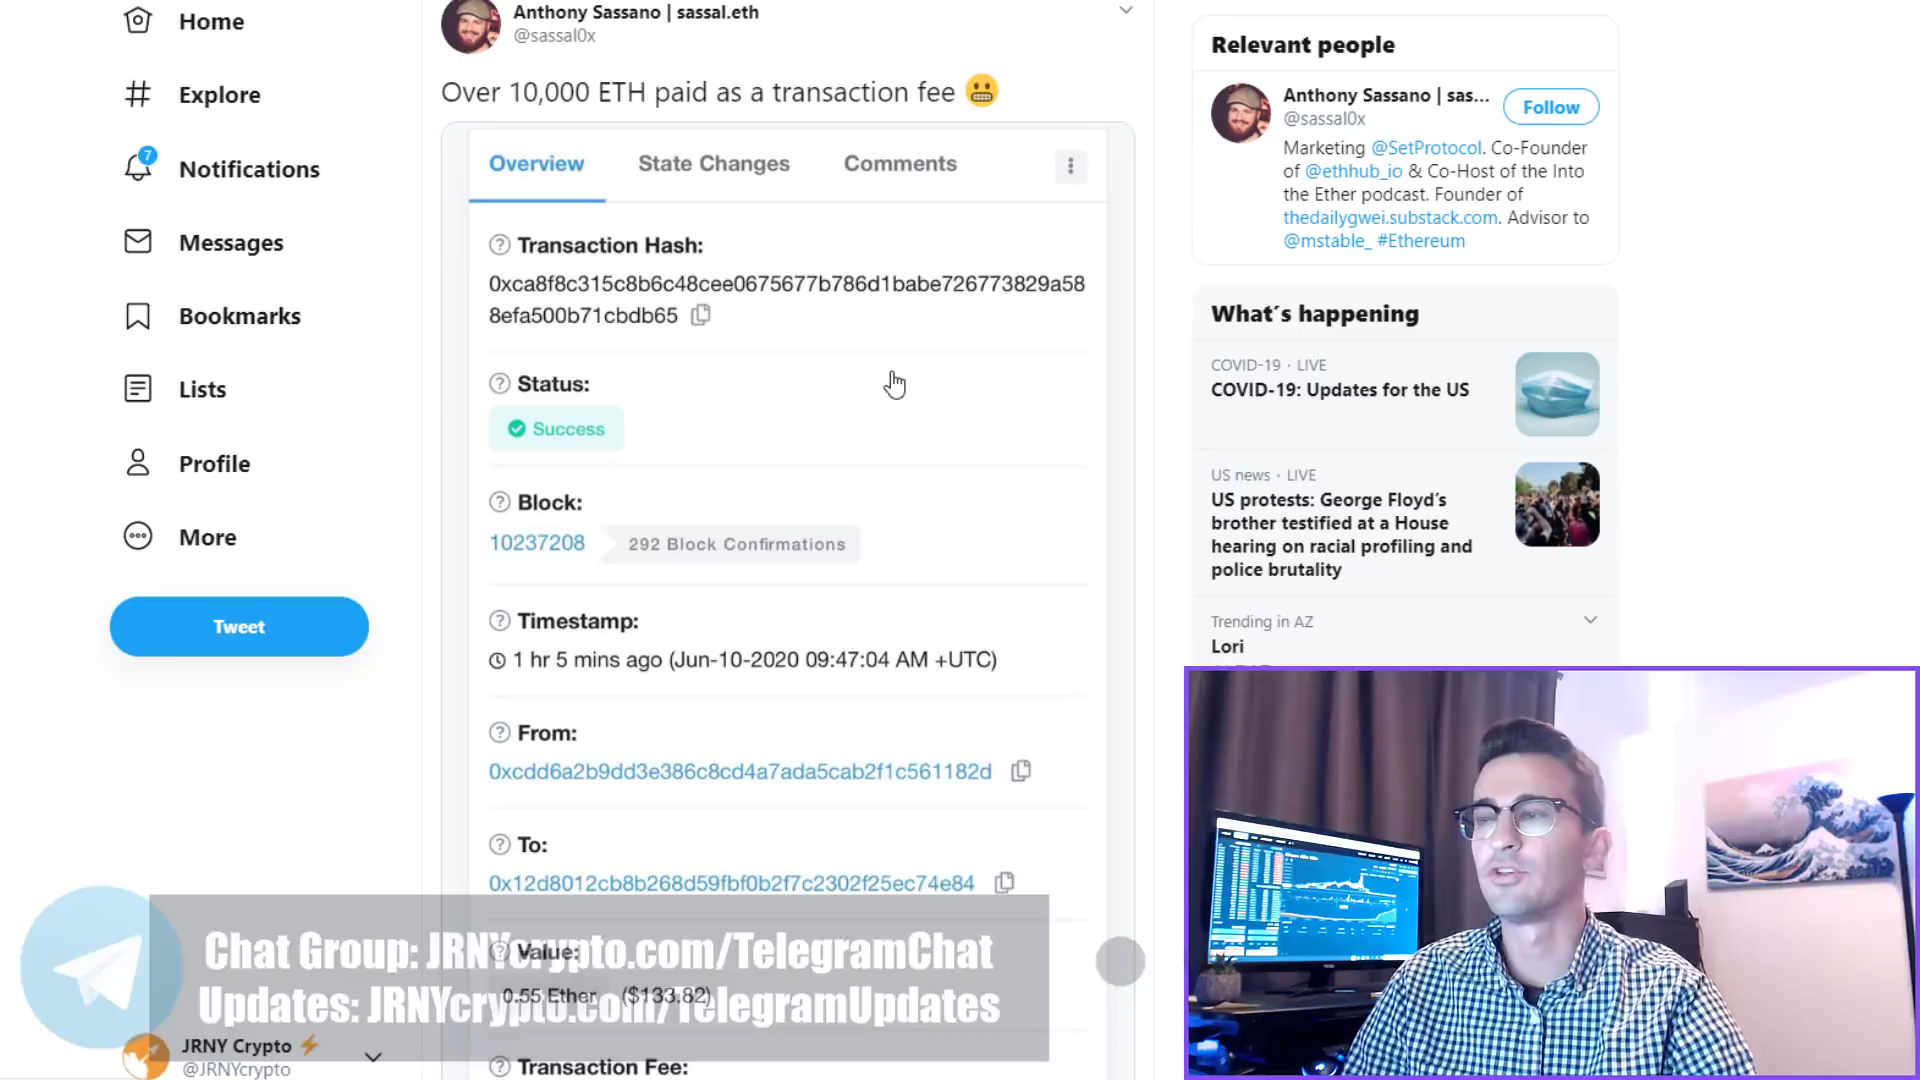 Home
Explore
7
Notifications
Messages
Bookmarks
Lists
Profile
More
Tweet
JRNY Crypto⚡
@JRNYcrypto
Anthony Sassano | sassal.eth
@sassal0x
Over 10,000 ETH paid as a transaction fee 😬
Overview State Changes Comments
Transaction Hash:
0xca8f8c315c8b6c48cee0675677b786d1babe726773829a58
8efa500b71cbdb65
Status:
Success
Block:
10237208 292 Block Confirmations
Timestamp:
1 hr 5 mins ago (Jun-10-2020 09:47:04 AM +UTC)
From:
0xcdd6a2b9dd3e386c8cd4a7ada5cab2f1c561182d
To:
0x12d8012cb8b268d59fbf0b2f7c2302f25ec74e84
Value:
0.55 Ether ($133.82)
Transaction Fee:
Chat Group: JRNYcrypto.com/TelegramChat
Updates: JRNYcrypto.com/TelegramUpdates
Relevant people
Anthony Sassano | sas...
@sassal0x
Follow
Marketing @SetProtocol. Co-Founder
of @ethhub_io & Co-Host of the Into
the Ether podcast. Founder of
thedailygwei.substack.com. Advisor to
@mstable_ #Ethereum
What's happening
COVID-19 · LIVE
COVID-19: Updates for the US
US news · LIVE
US protests: George Floyd's
brother testified at a House
hearing on racial profiling and
police brutality
Trending in AZ
Lori